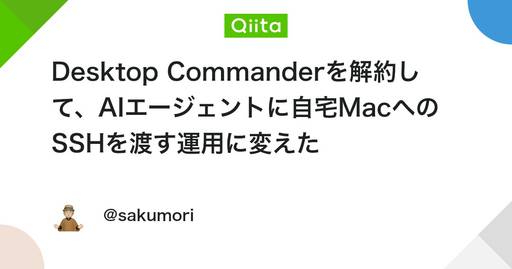 Qiita
Desktop Commanderを解約し
て、AIエージェントに自宅Macへの
SSHを渡す運用に変えた
@sakumori